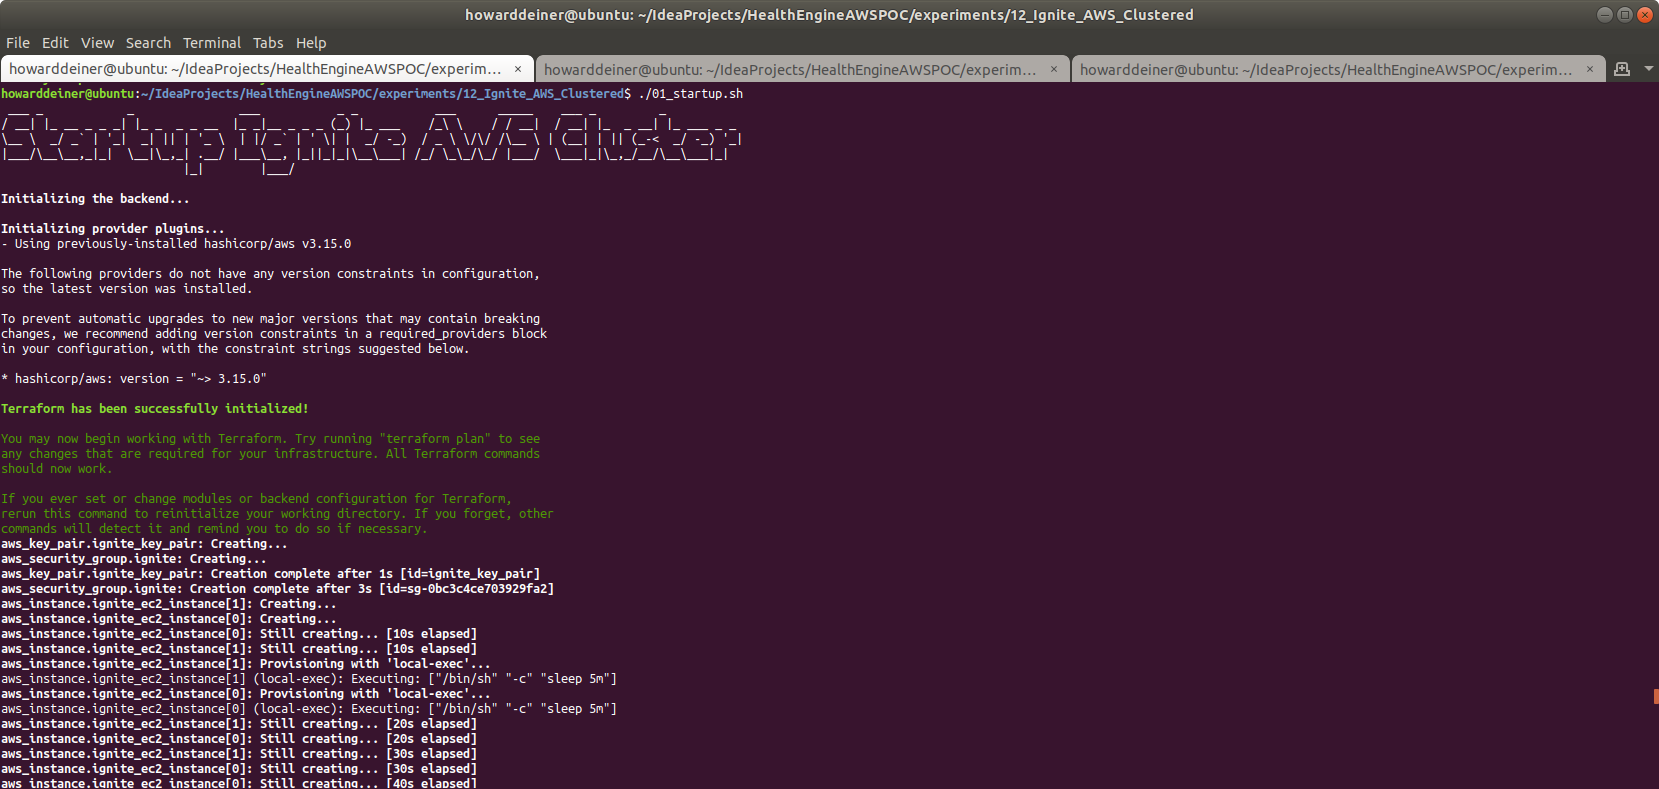 howarddeiner@ubuntu: ~/IdeaProjects/HealthEngineAWSPOC/experiments/12_Ignite_AWS_Clustered
File Edit View Search Terminal Tabs Help
howarddeiner@ubuntu: ~/IdeaProjects/HealthEngineAWSPOC/experim... × howarddeiner@ubuntu: ~/IdeaProjects/HealthEngineAWSPOC/experim... × howarddeiner@ubuntu: ~/IdeaProjects/HealthEngineAWSPOC/experim... ×
howarddeiner@ubuntu:~/IdeaProjects/HealthEngineAWSPOC/experiments/12_Ignite_AWS_Clustered$ ./01_startup.sh
Startup Ignite AWS Cluster
Initializing the backend...
Initializing provider plugins...
- Using previously-installed hashicorp/aws v3.15.0
The following providers do not have any version constraints in configuration,
so the latest version was installed.
To prevent automatic upgrades to new major versions that may contain breaking
changes, we recommend adding version constraints in a required_providers block
in your configuration, with the constraint strings suggested below.
* hashicorp/aws: version = "~> 3.15.0"
Terraform has been successfully initialized!
You may now begin working with Terraform. Try running "terraform plan" to see
any changes that are required for your infrastructure. All Terraform commands
should now work.
If you ever set or change modules or backend configuration for Terraform,
rerun this command to reinitialize your working directory. If you forget, other
commands will detect it and remind you to do so if necessary.
aws_key_pair.ignite_key_pair: Creating...
aws_security_group.ignite: Creating...
aws_key_pair.ignite_key_pair: Creation complete after 1s [id=ignite_key_pair]
aws_security_group.ignite: Creation complete after 3s [id=sg-0bc3c4ce703929fa2]
aws_instance.ignite_ec2_instance[1]: Creating...
aws_instance.ignite_ec2_instance[0]: Creating...
aws_instance.ignite_ec2_instance[0]: Still creating... [10s elapsed]
aws_instance.ignite_ec2_instance[1]: Still creating... [10s elapsed]
aws_instance.ignite_ec2_instance[1]: Provisioning with 'local-exec'...
aws_instance.ignite_ec2_instance[1] (local-exec): Executing: ["/bin/sh" "-c" "sleep 5m"]
aws_instance.ignite_ec2_instance[0]: Provisioning with 'local-exec'...
aws_instance.ignite_ec2_instance[0] (local-exec): Executing: ["/bin/sh" "-c" "sleep 5m"]
aws_instance.ignite_ec2_instance[1]: Still creating... [20s elapsed]
aws_instance.ignite_ec2_instance[0]: Still creating... [20s elapsed]
aws_instance.ignite_ec2_instance[1]: Still creating... [30s elapsed]
aws_instance.ignite_ec2_instance[0]: Still creating... [30s elapsed]
aws_instance.ignite_ec2_instance[0]: Still creating... [40s elapsed]